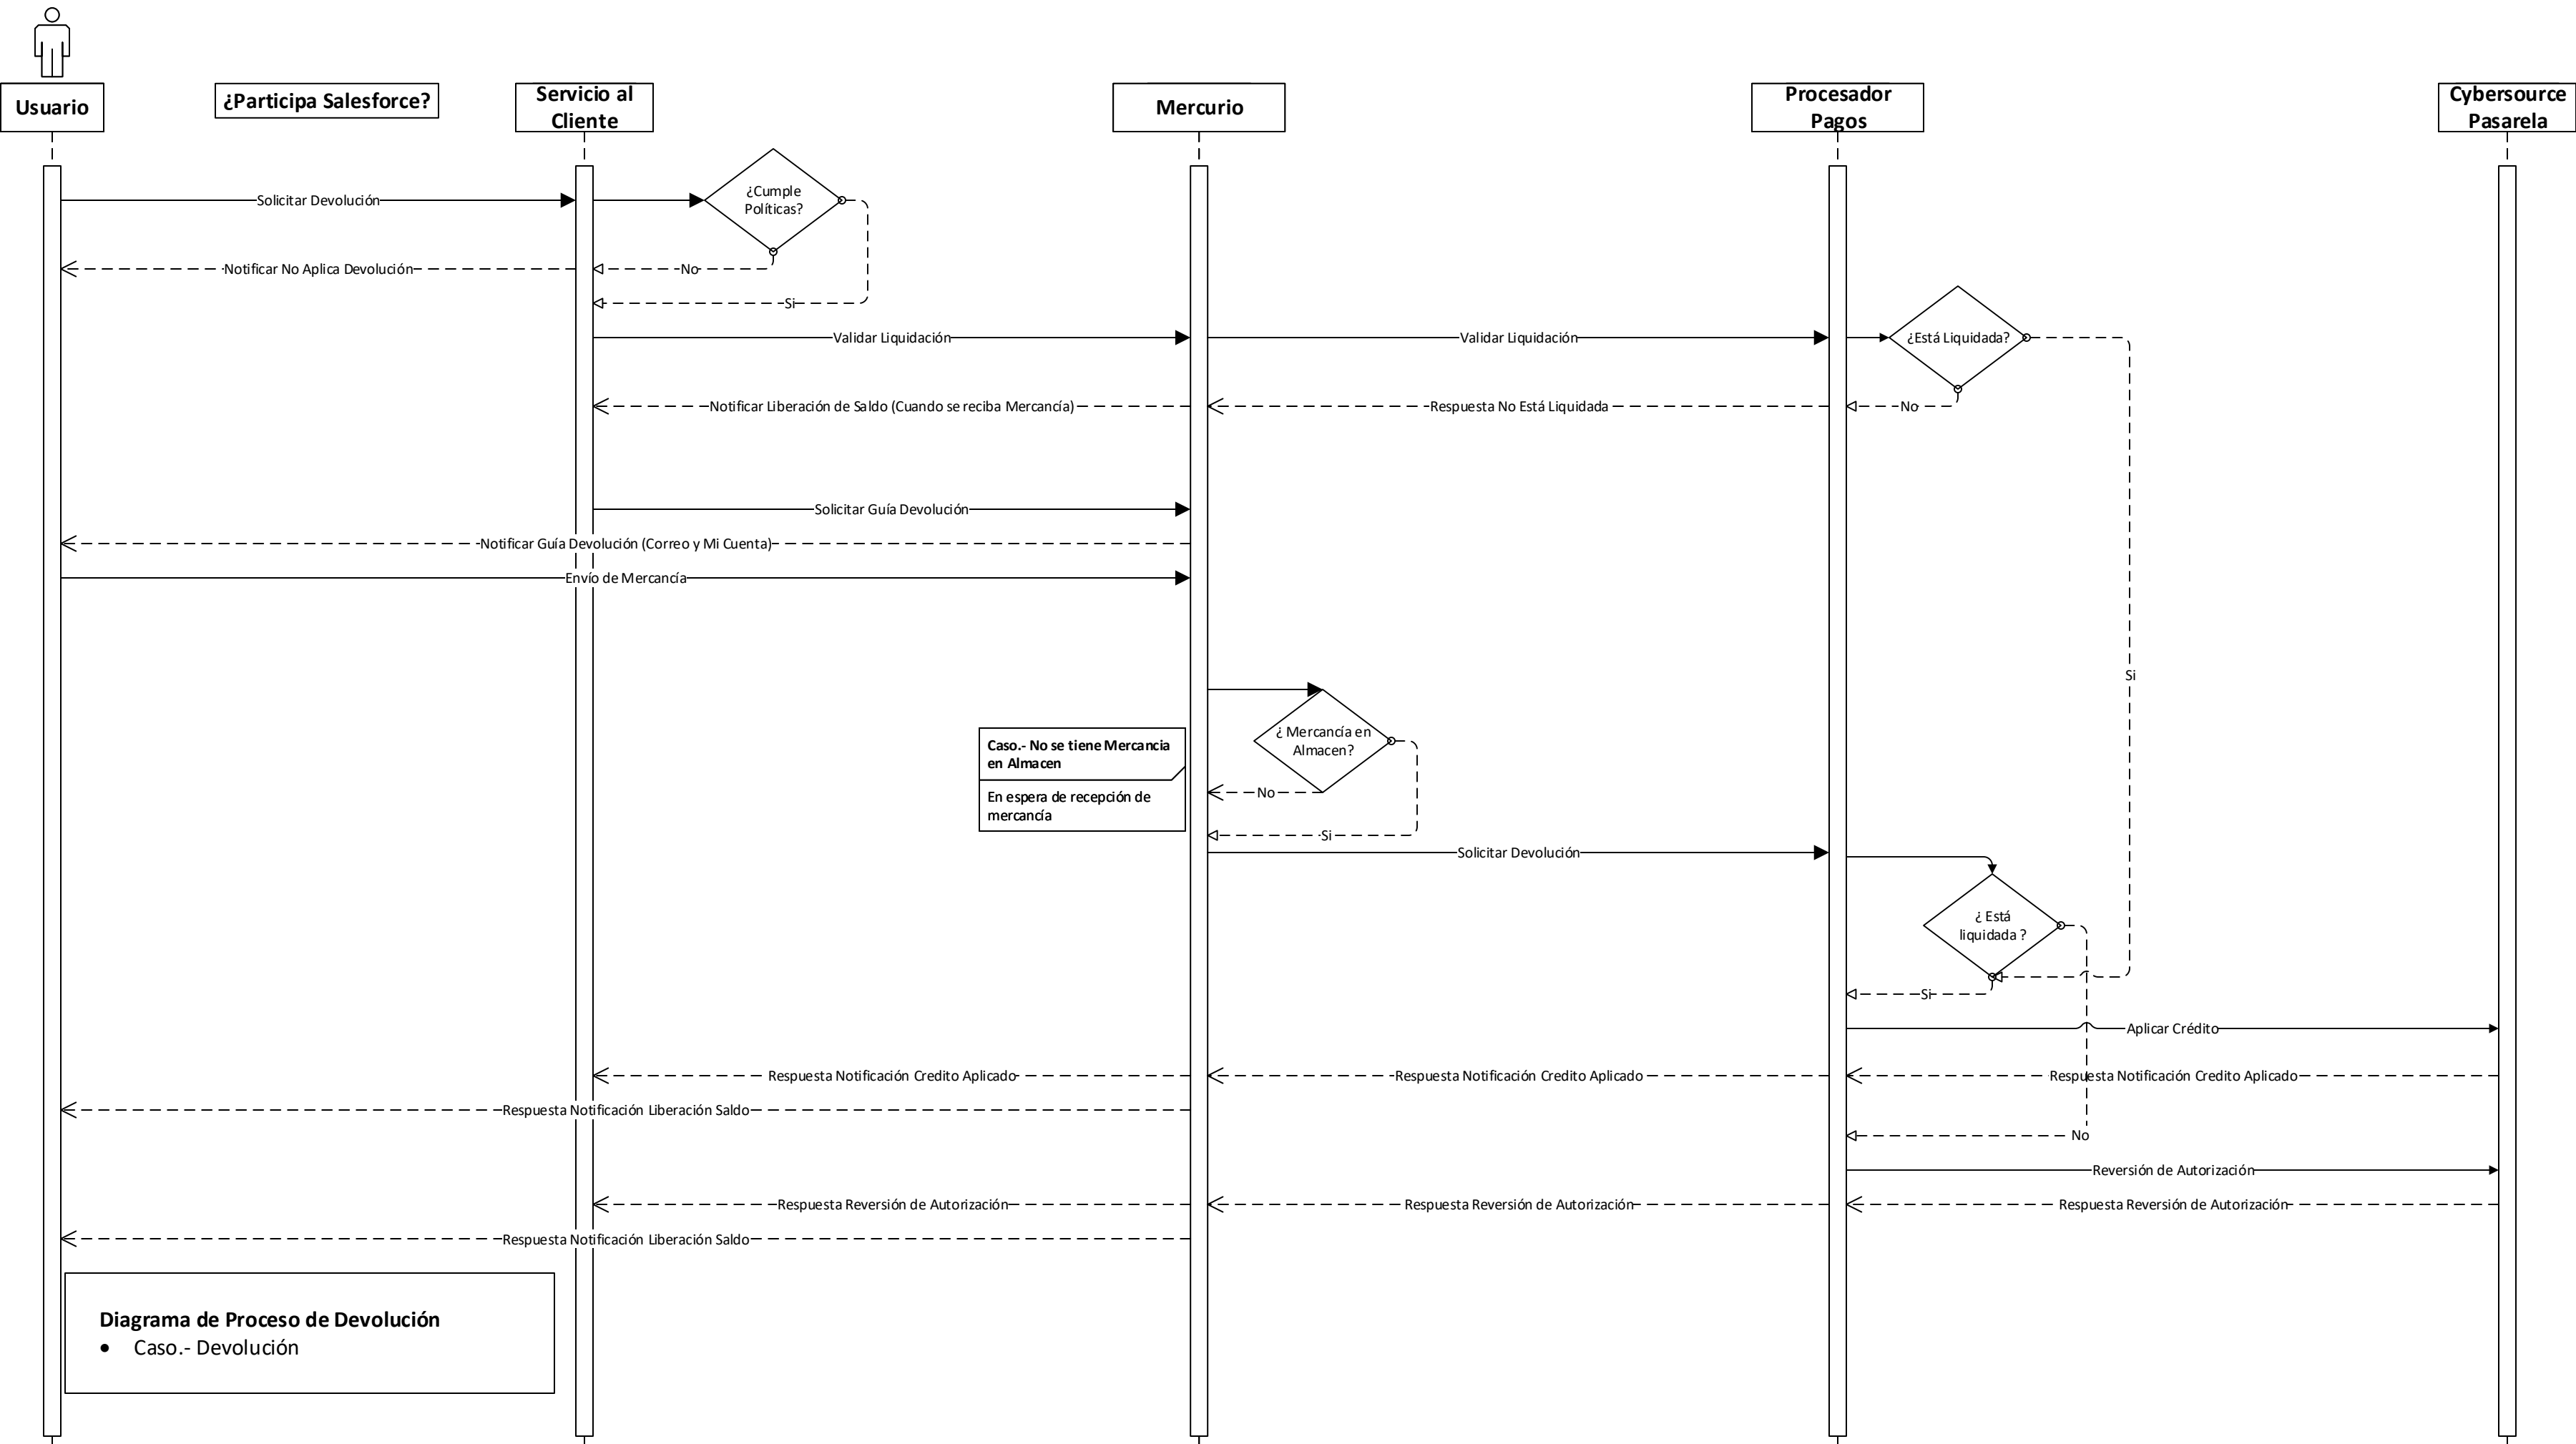 Usuario
¿Participa Salesforce?
Servicio al
Cliente
Mercurio
Procesador
Pagos
Cybersource
Pasarela
Solicitar Devolución
¿Cumple
Políticas?
Notificar No Aplica Devolución
No
Si
Validar Liquidación
Validar Liquidación
¿Está Liquidada?
Notificar Liberación de Saldo (Cuando se reciba Mercancía)
Respuesta No Está Liquidada
No
Solicitar Guía Devolución
Notificar Guía Devolución (Correo y Mi Cuenta)
Envío de Mercancía
Si
¿ Mercancía en
Almacen?
Caso.- No se tiene Mercancia
en Almacen
En espera de recepción de
mercancía
No
Si
Solicitar Devolución
¿ Está
liquidada ?
Si
Aplicar Crédito
Respuesta Notificación Credito Aplicado
Respuesta Notificación Credito Aplicado
Respuesta Notificación Credito Aplicado
Respuesta Notificación Liberación Saldo
No
Reversión de Autorización
Respuesta Reversión de Autorización
Respuesta Reversión de Autorización
Respuesta Reversión de Autorización
Respuesta Notificación Liberación Saldo
Diagrama de Proceso de Devolución
• Caso.- Devolución